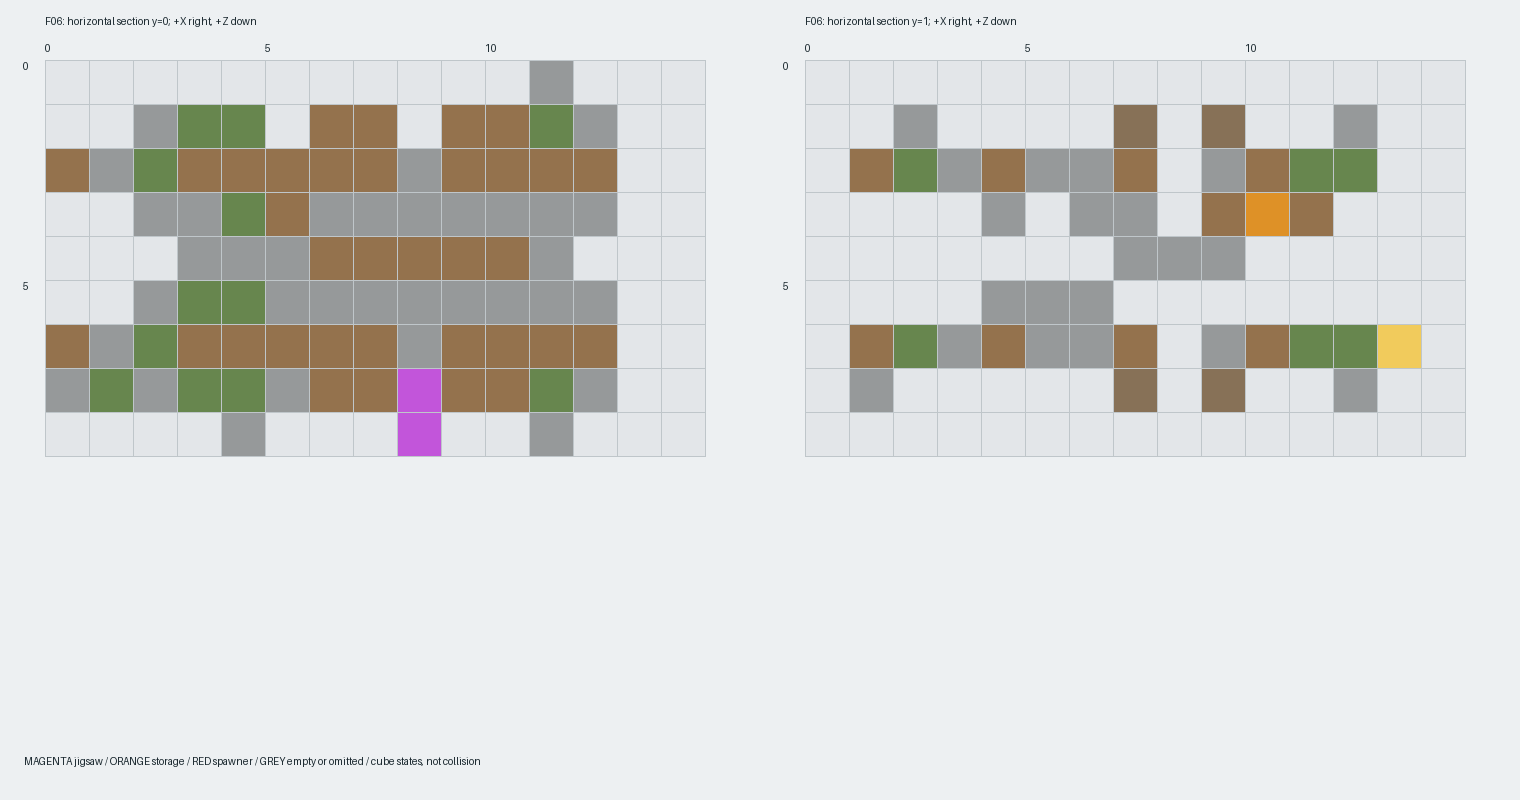 F06: horizontal section y=0; +X right, +Z down
F06: horizontal section y=1; +X right, +Z down
0 5 10
0 5 10
0
0
5
5
MAGENTA jigsaw / ORANGE storage / RED spawner / GREY empty or omitted / cube states, not collision